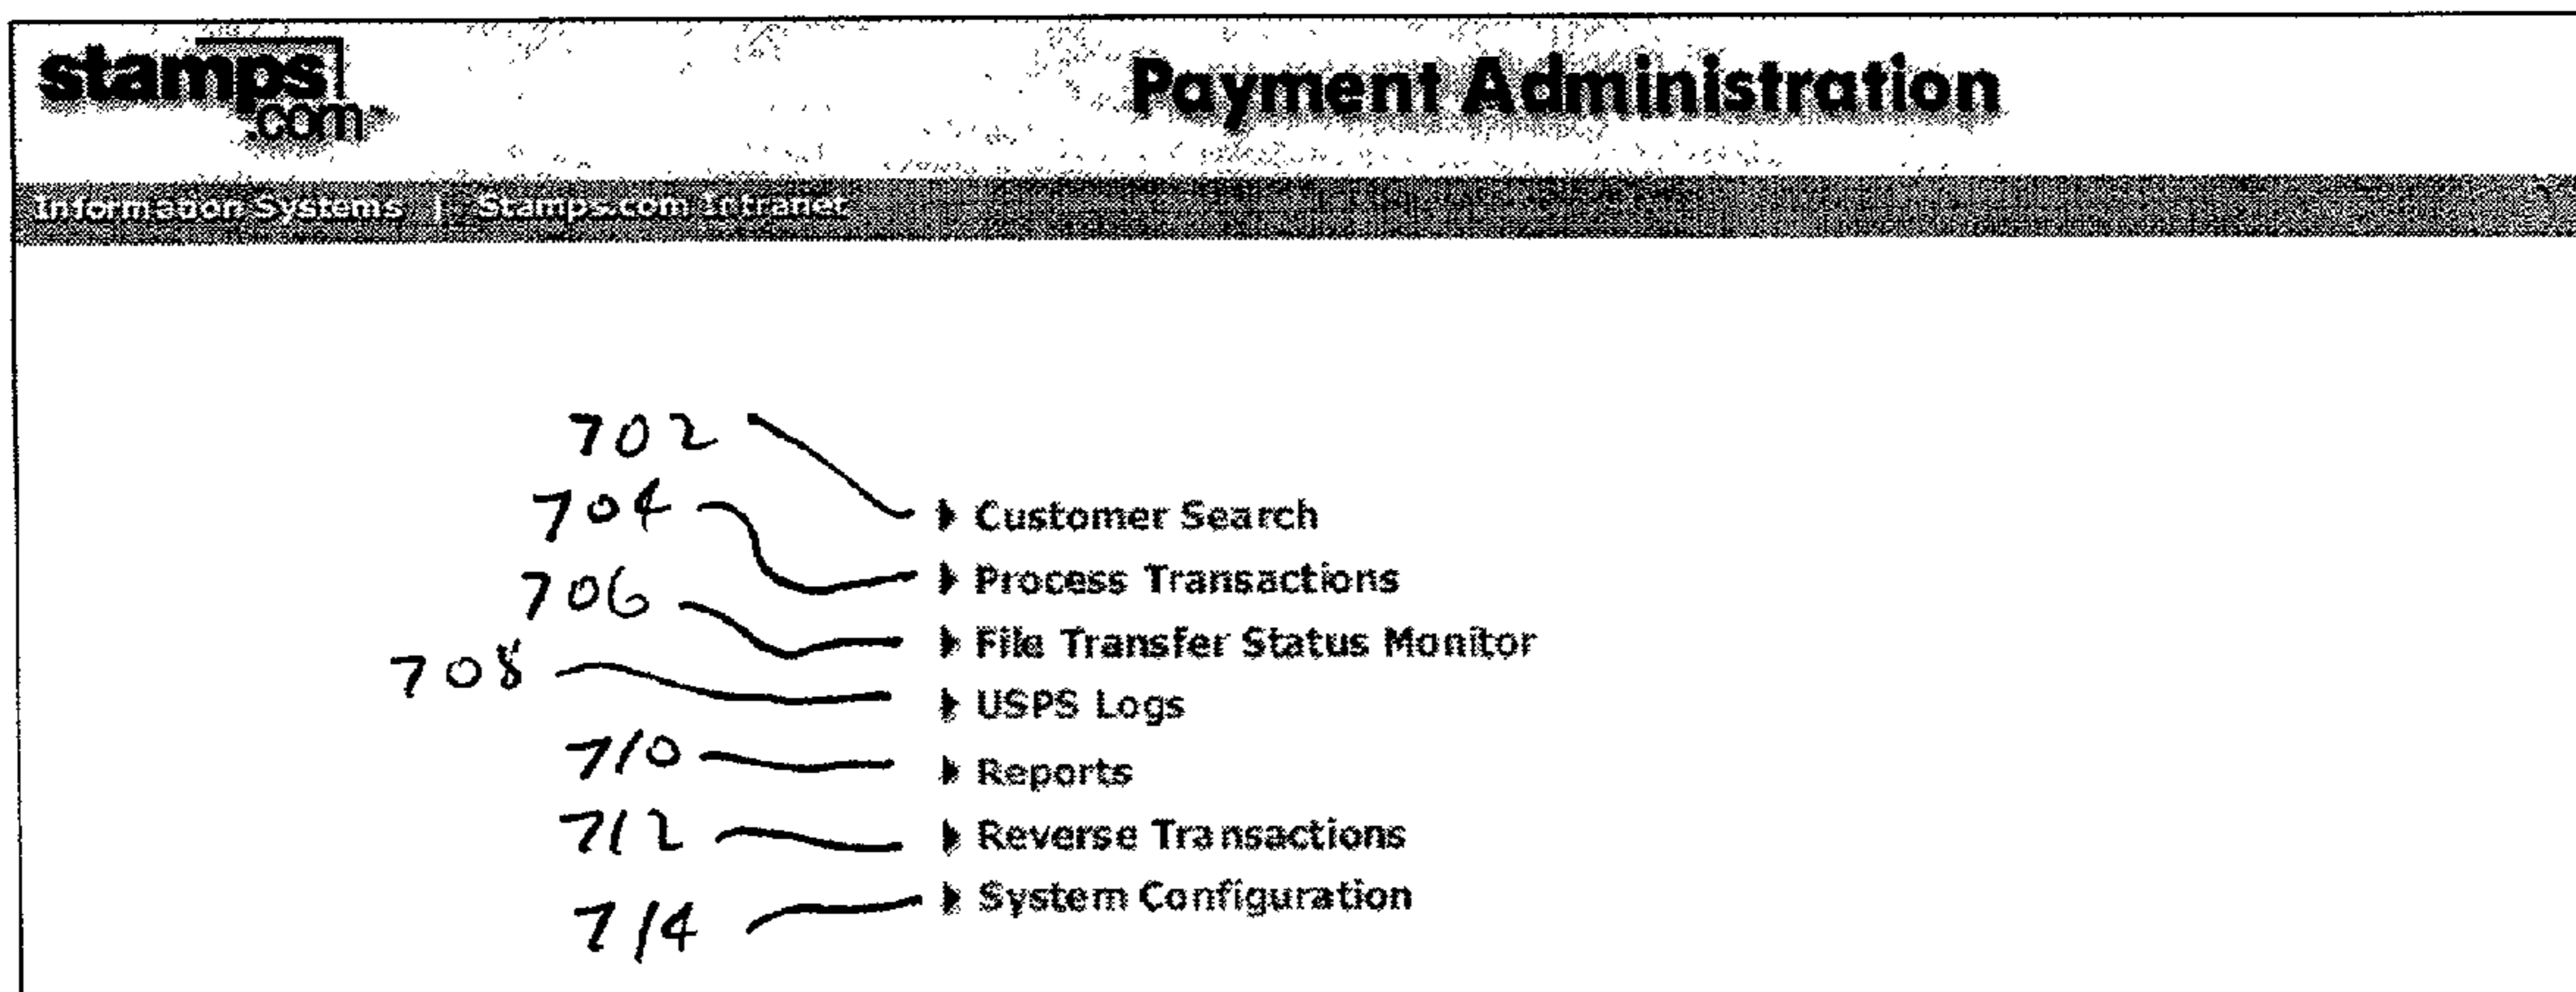 stamps
.com™
Payment Administration
Information Systems | Stamps.com Intranet
702
704
Customer Search
Process Transactions
706
File Transfer Status Monitor
708
USPS Logs
710
Reports
712
Reverse Transactions
714
System Configuration